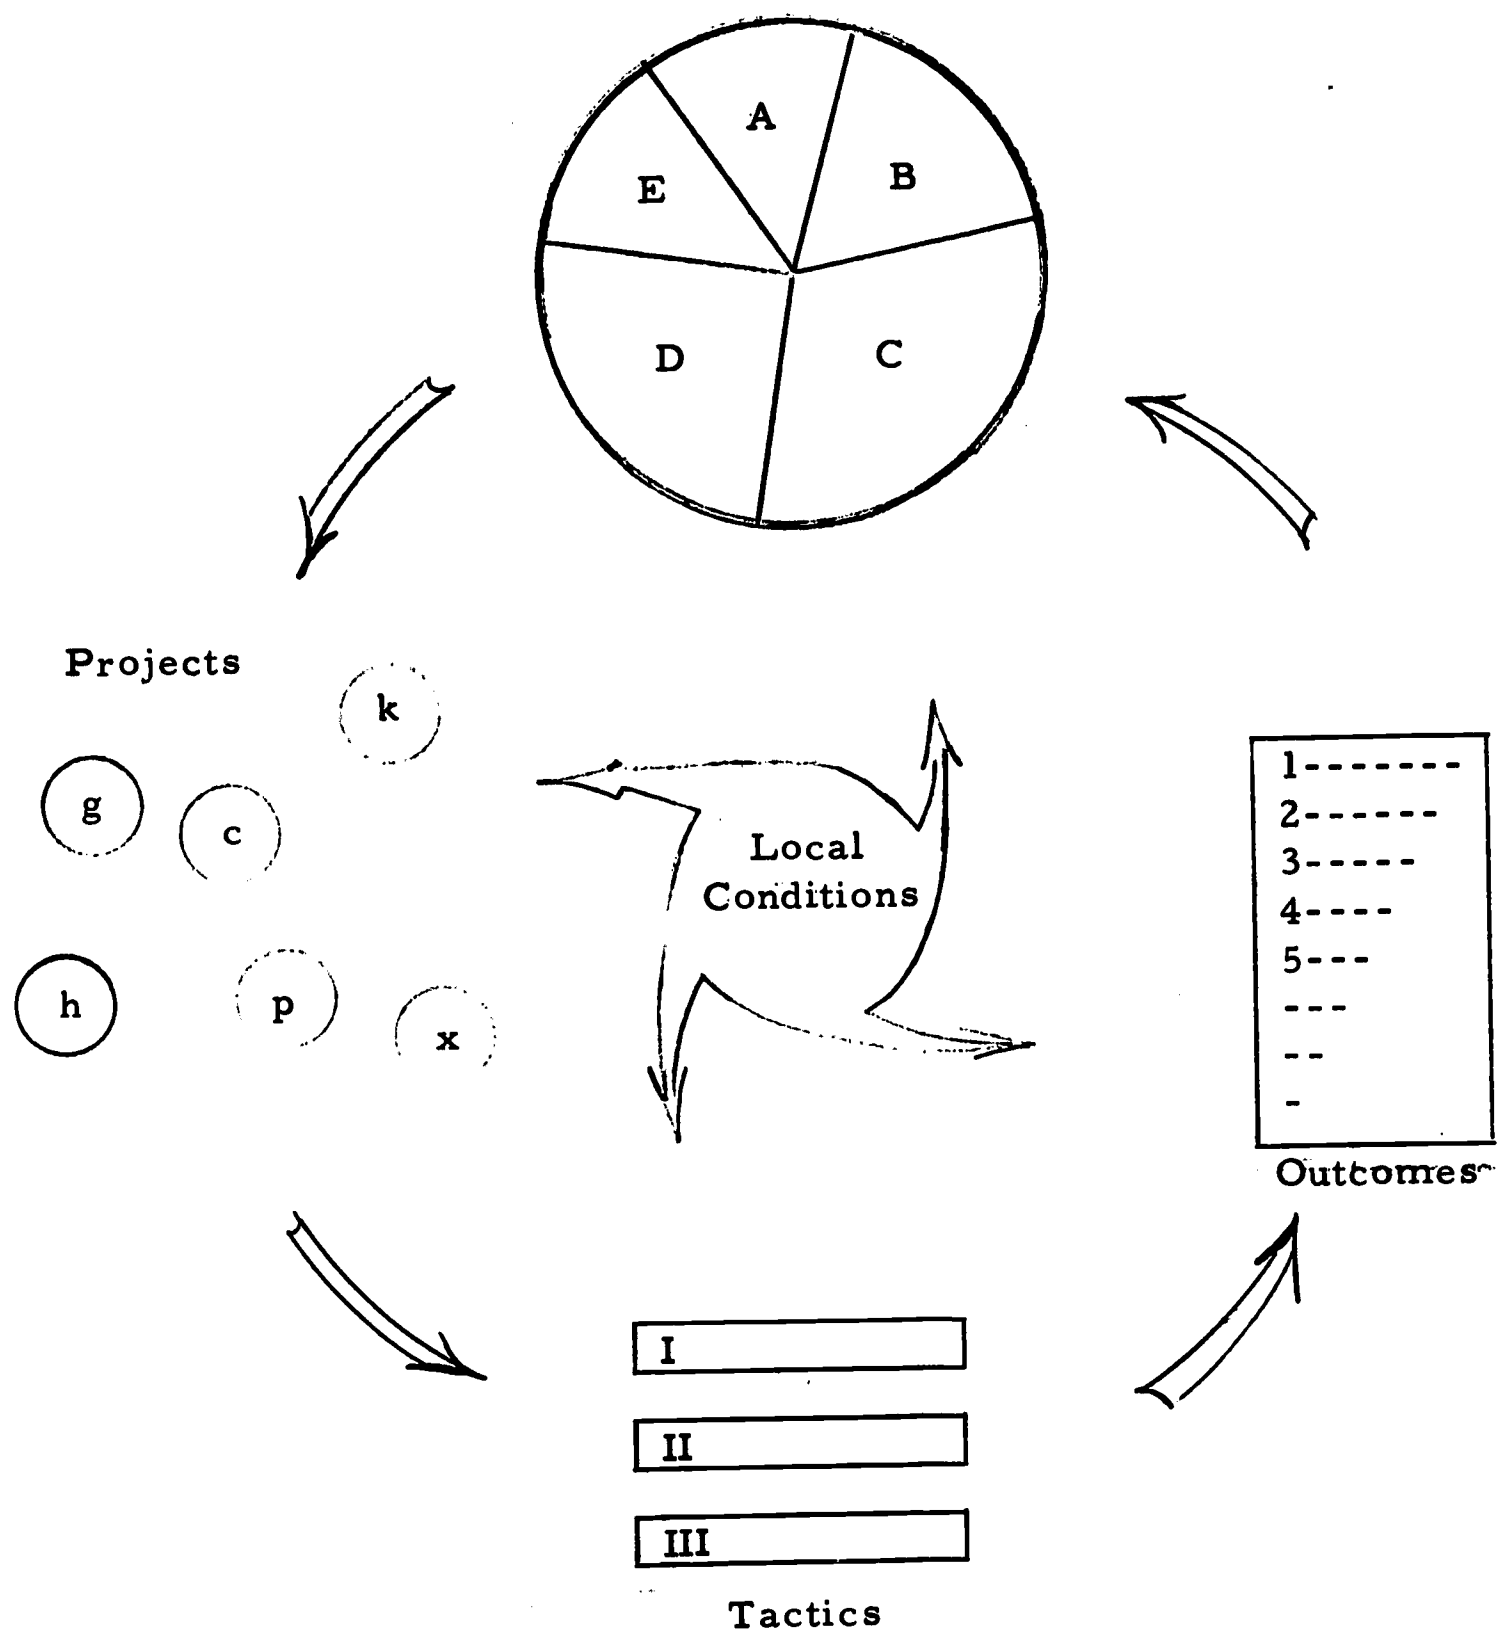 A
B
E
D
C
Projects
k
g
c
h
p
x
Local
Conditions
1-------
2------
3-----
4----
5---
---
--
-
Outcomes
I
II
III
Tactics